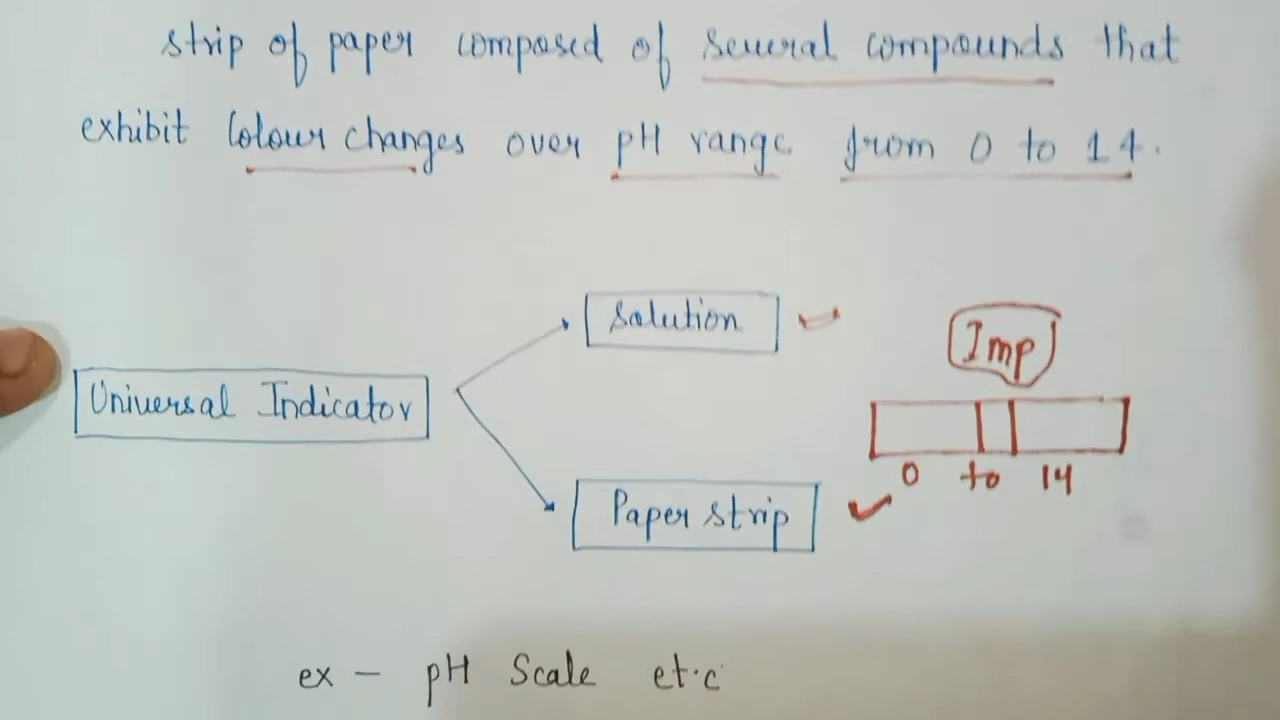 strip of paper composed of several compounds that
exhibit Colour changes over pH range from 0 to 14.
Solution
Imp
Universal Indicator
0 to 14
Paper strip
ex - pH Scale et.c